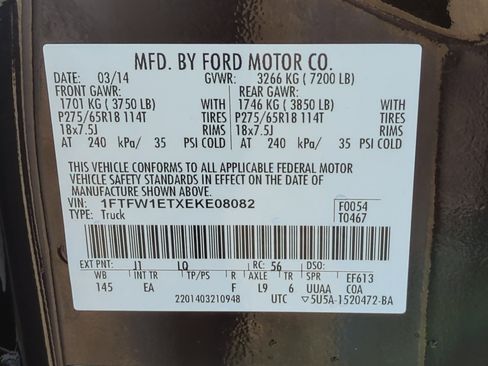 MFD. BY FORD MOTOR CO.
DATE: 03/14 GVWR: 3266 KG ( 7200 LB)
FRONT GAWR: REAR GAWR:
1701 KG ( 3750 LB) WITH 1746 KG ( 3850 LB) WITH
P275/65R18 114T TIRES P275/65R18 114T TIRES
18x7.5J RIMS 18x7.5J RIMS
AT 240 kPa/ 35 PSI COLD AT 240 kPa/ 35 PSI COLD
THIS VEHICLE CONFORMS TO ALL APPLICABLE FEDERAL MOTOR
VEHICLE SAFETY STANDARDS IN EFFECT ON THE DATE OF
MANUFACTURE SHOWN ABOVE.
VIN: 1FTFW1ETXEKE08082 F0054
TYPE: Truck T0467
EXT PNT: J1 LQ RC: 56 DSO:
WB INT TR TP/PS R AXLE TR SPR EF613
145 EA F L9 6 UUAA COA
2201403210948 UTC ▽5U5A-1520472-BA